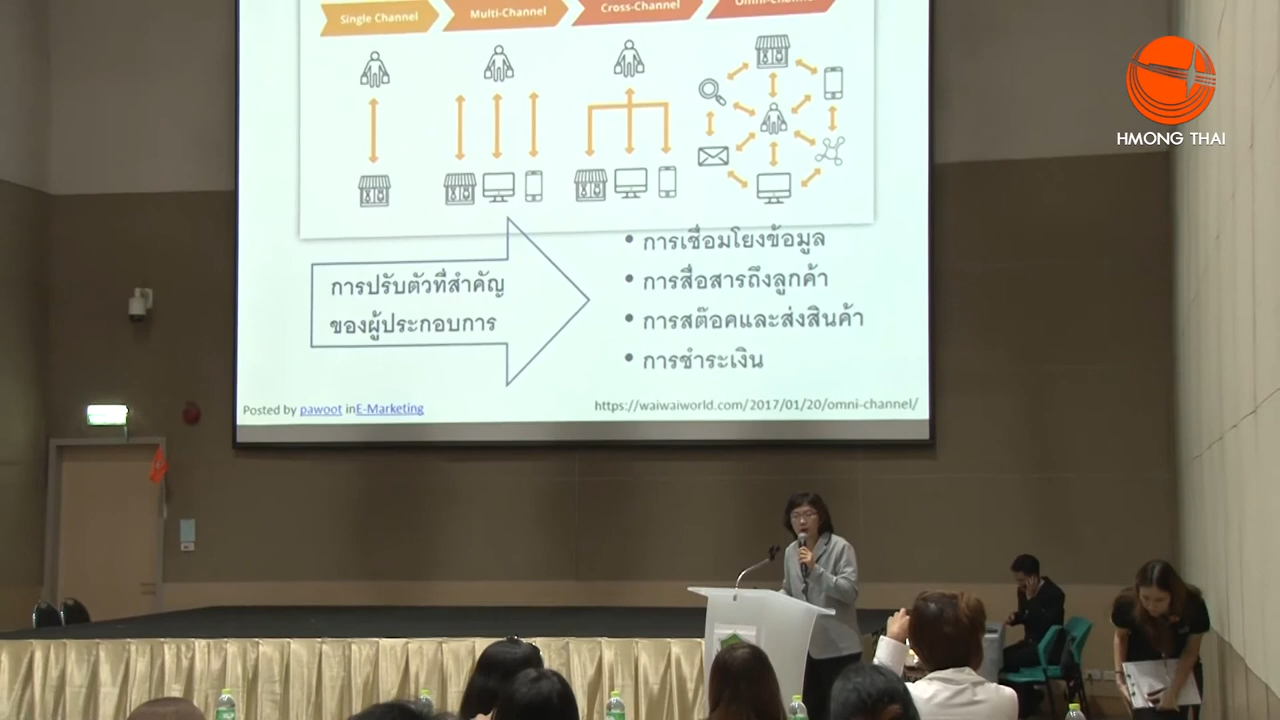 Single Channel
Multi-Channel
Cross-Channel
Omni-Channel
HMONG THAI
การปรับตัวที่สำคัญ
ของผู้ประกอบการ
• การเชื่อมโยงข้อมูล
• การสื่อสารถึงลูกค้า
• การสต๊อคและส่งสินค้า
• การชำระเงิน
Posted by pawoot inE-Marketing
https://waiwaiworld.com/2017/01/20/omni-channel/